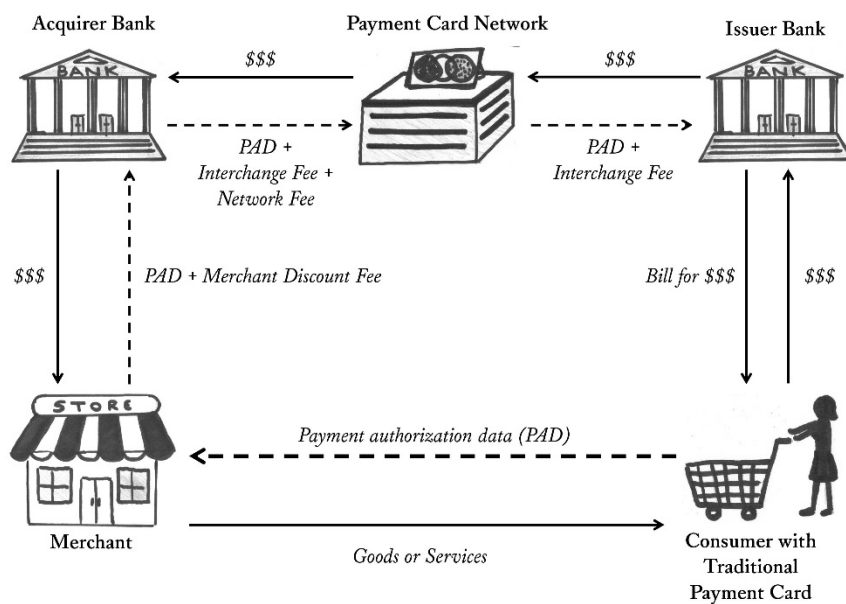 Acquirer Bank
Payment Card Network
Issuer Bank
$$$
$$$
BANK
BANK
PAD +
Interchange Fee +
Network Fee
PAD +
Interchange Fee
$$$
PAD + Merchant Discount Fee
Bill for $$$
$$$
STORE
Payment authorization data (PAD)
Merchant
Goods or Services
Consumer with
Traditional
Payment Card